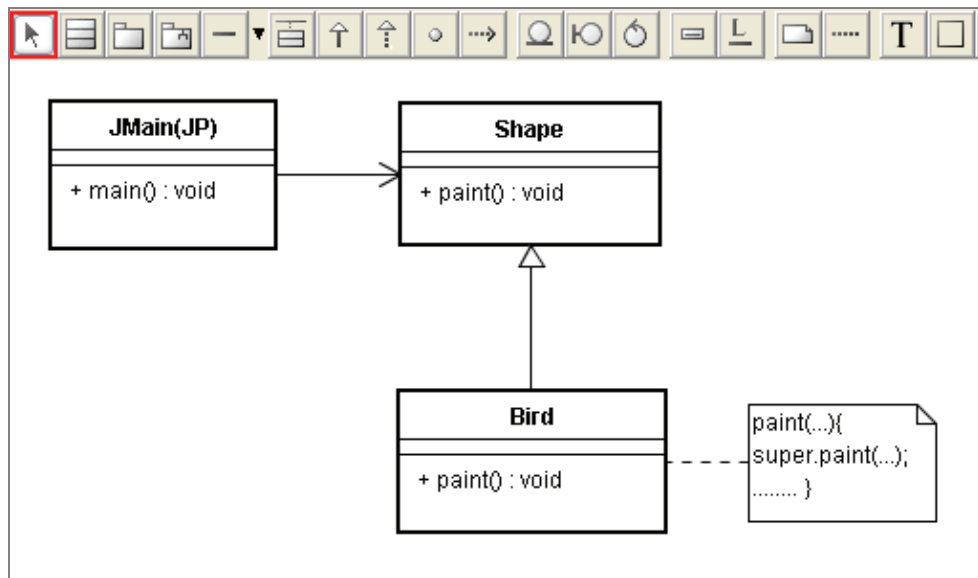 L
T
JMain(JP)
+ main() : void
Shape
+ paint() : void
Bird
+ paint() : void
paint(...){
super.paint(...);
........ }